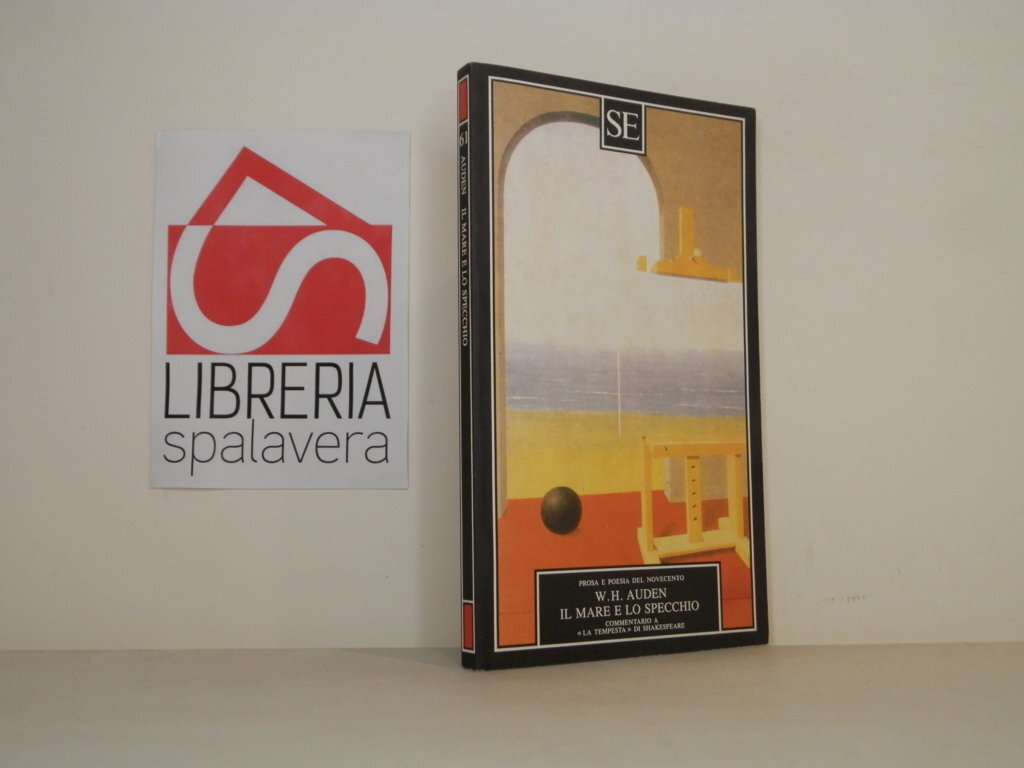 LIBRERIA
spalavera
AUDEN IL MARE E LO SPECCHIO
SE
PROSA E POESIA DEL NOVECENTO
W.H. AUDEN
IL MARE E LO SPECCHIO
COMMENTARIO A
«LA TEMPESTA» DI SHAKESPEARE